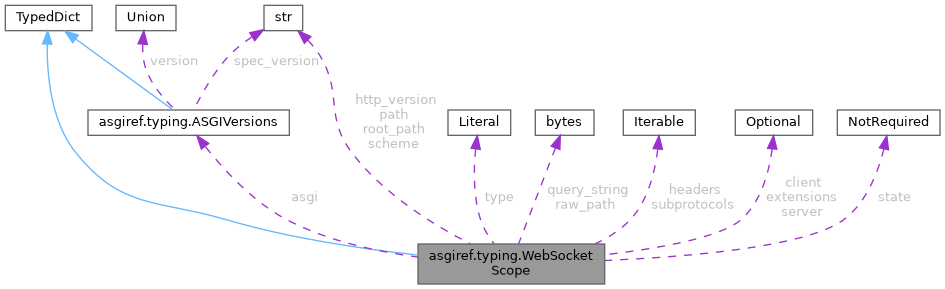 TypedDict
Union
str
version
spec_version
http_version
path
root_path
scheme
asgiref.typing.ASGIVersions
Literal
bytes
Iterable
Optional
NotRequired
asgi
type
query_string
raw_path
headers
subprotocols
client
extensions
server
state
asgiref.typing.WebSocket
Scope